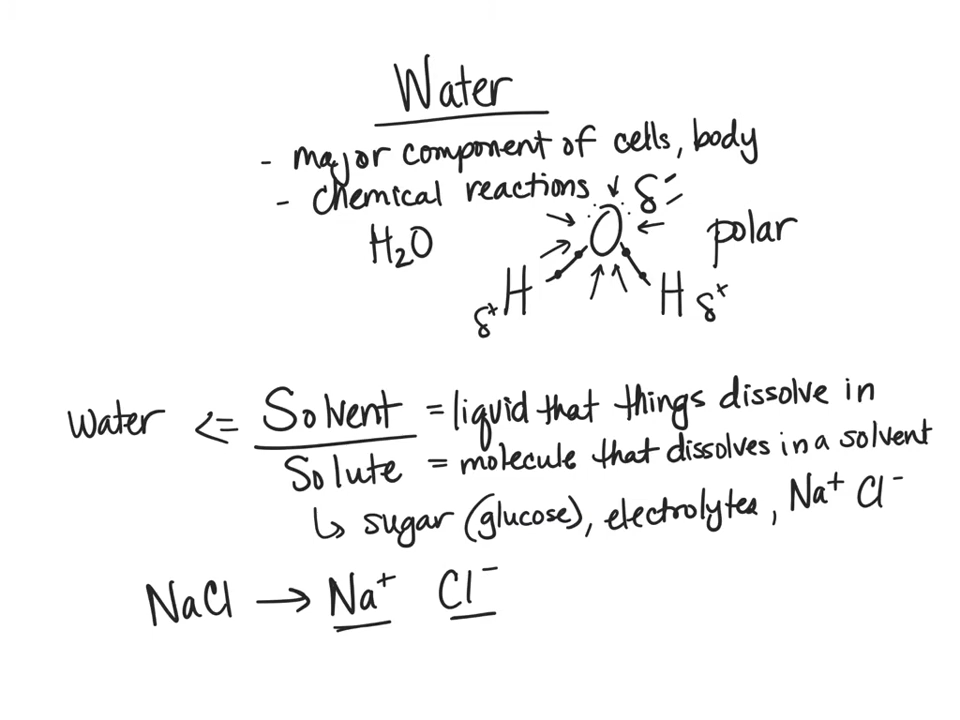 Water
- major component of cells, body
- chemical reactions
H₂O
O δ=
polar
δ+ H H δ+
Water <= Solvent = liquid that things dissolve in
Solute = molecule that dissolves in a solvent
↳ sugar (glucose), electrolytes, Na⁺ Cl⁻
NaCl → Na⁺ Cl⁻